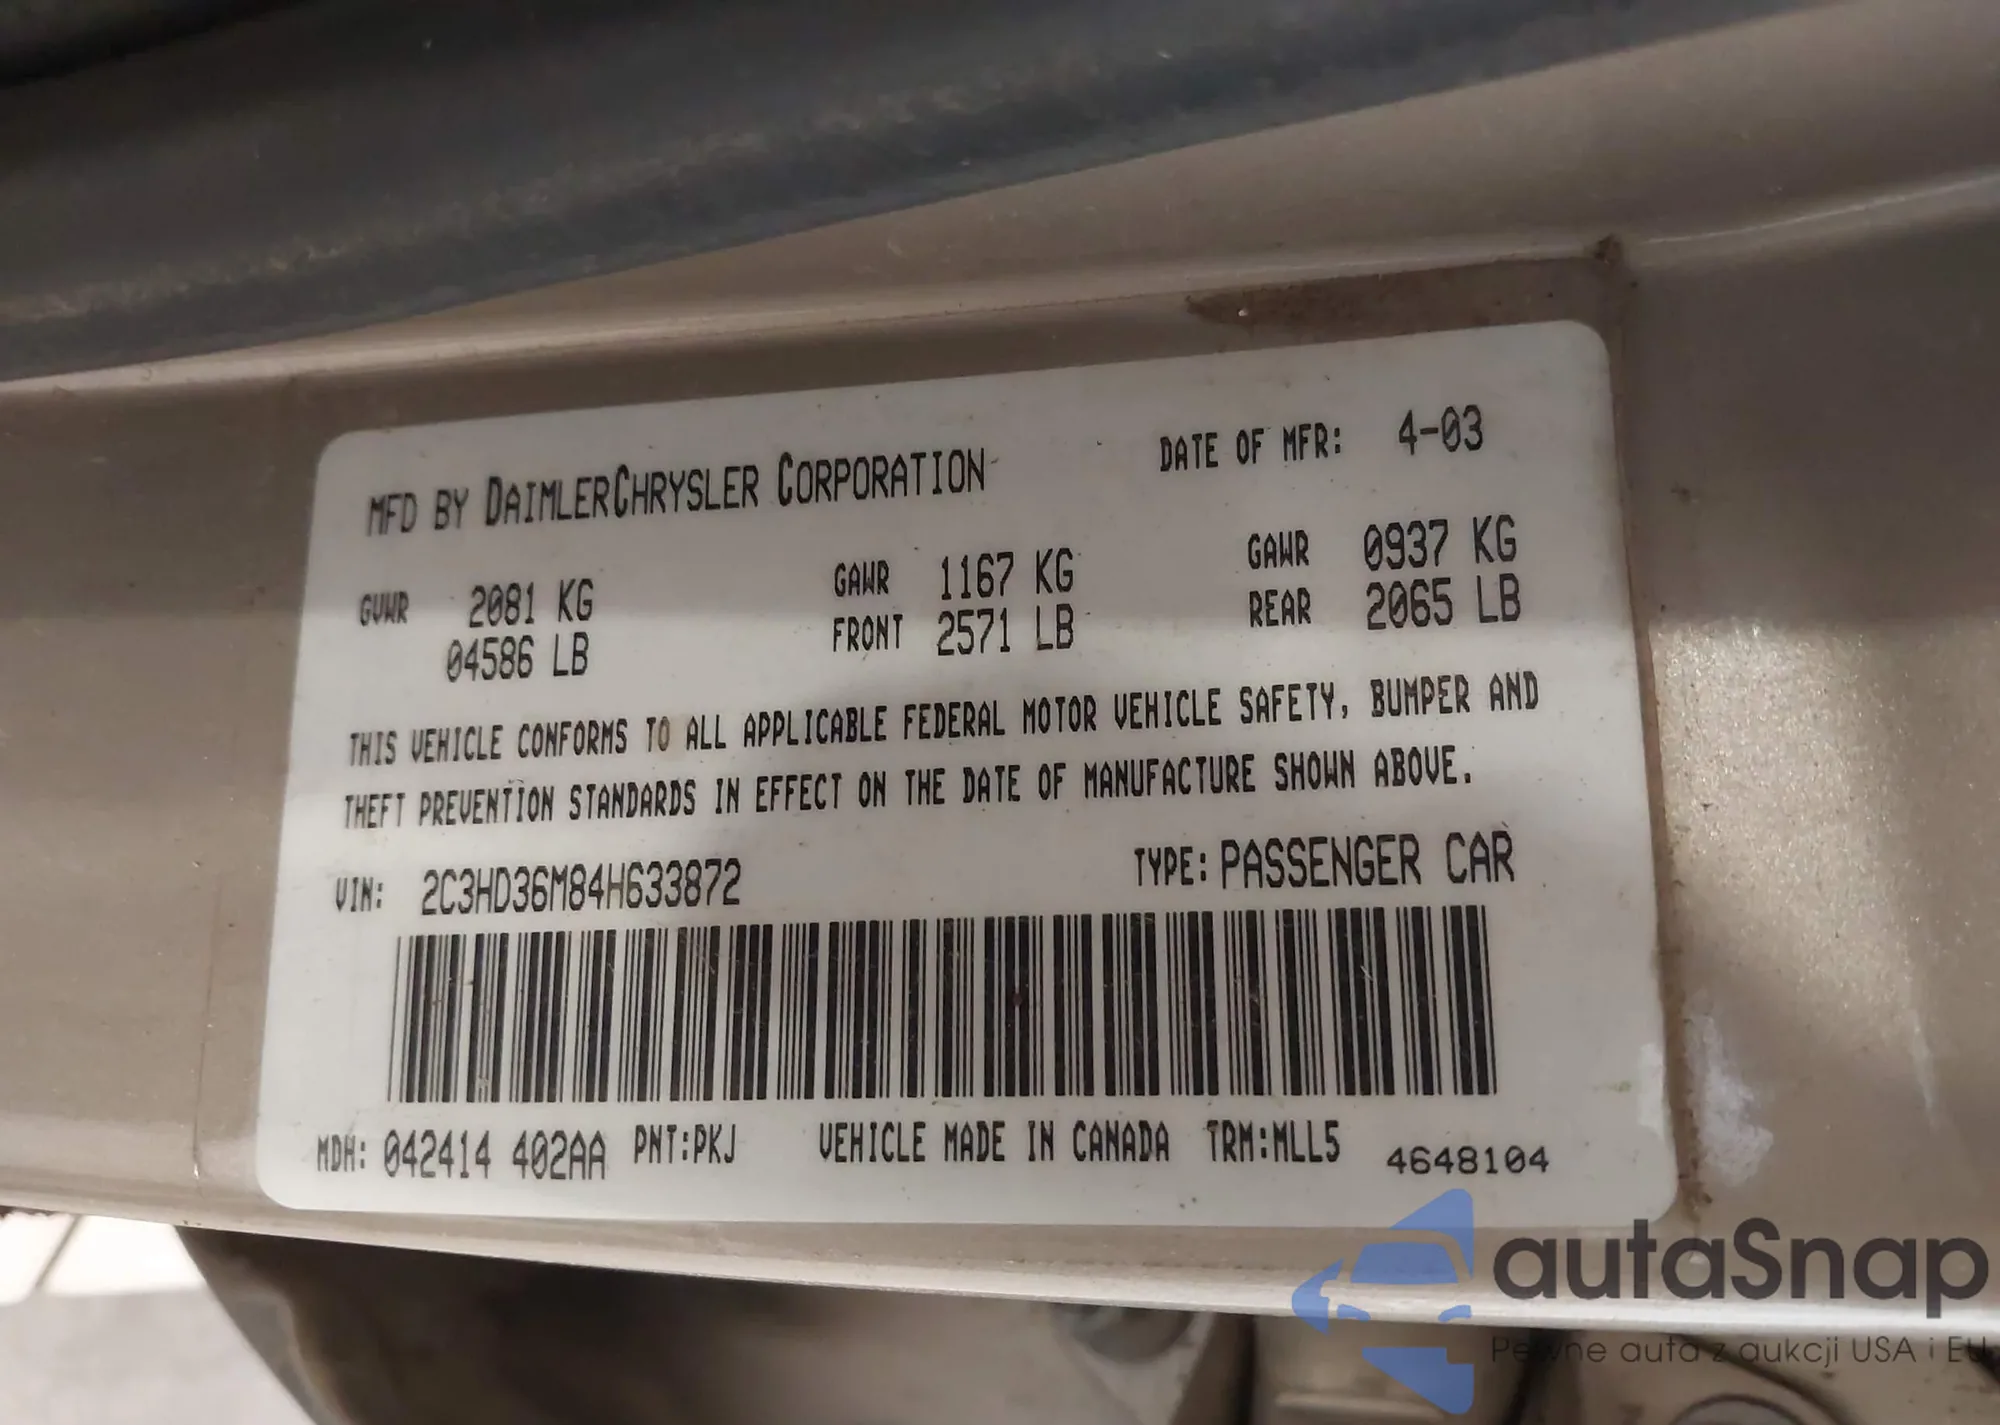 MFD BY DAIMLERCHRYSLER CORPORATION DATE OF MFR: 4-03
GVWR 2081 KG GAWR 1167 KG GAWR 0937 KG
04586 LB FRONT 2571 LB REAR 2065 LB
THIS VEHICLE CONFORMS TO ALL APPLICABLE FEDERAL MOTOR VEHICLE SAFETY, BUMPER AND
THEFT PREVENTION STANDARDS IN EFFECT ON THE DATE OF MANUFACTURE SHOWN ABOVE.
VIN: 2C3HD36M84H633872 TYPE: PASSENGER CAR
MDH: 042414 402AA PNT:PKJ VEHICLE MADE IN CANADA TRM:MLL5 4648104
autaSnap
Pewne auta z aukcji USA i EU